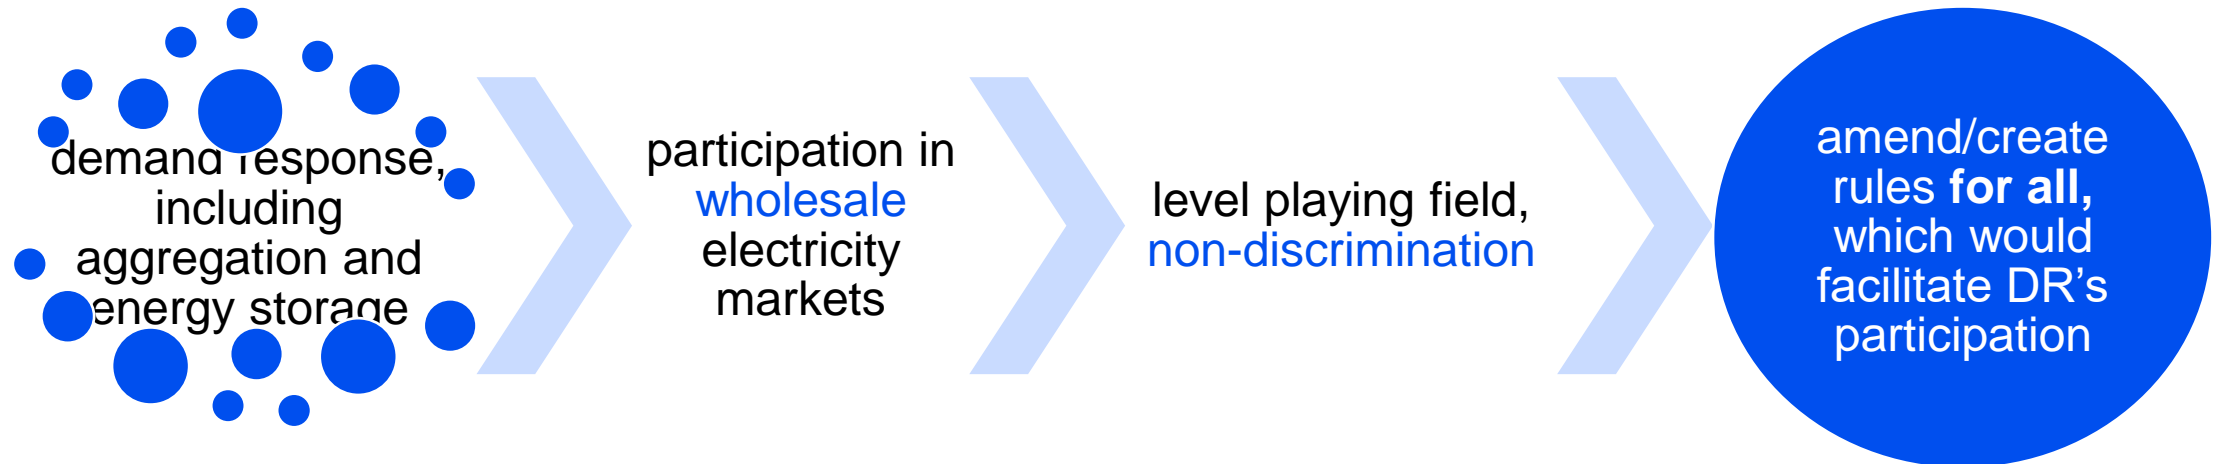 demand response,
including
aggregation and
energy storage
participation in
wholesale
electricity
markets
level playing field,
non-discrimination
amend/create
rules for all,
which would
facilitate DR’s
participation